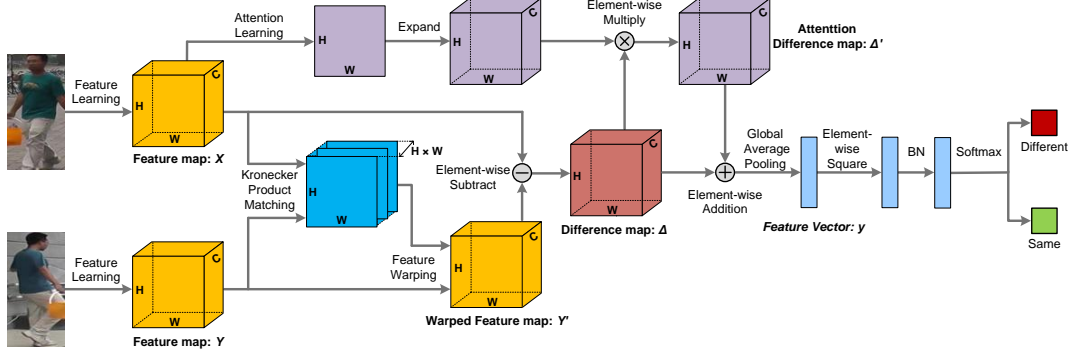 Attention
Learning
H
W
Expand
H
W
C
Element-wise
Multiply
H
W
C
Attenttion
Difference map: Δ'
Feature
Learning
H
W
C
Feature map: X
Kronecker
Product
Matching
H
W
H × W
Element-wise
Subtract
H
W
C
Difference map: Δ
Element-wise
Addition
Global
Average
Pooling
Element-
wise
Square
BN
Softmax
Feature Vector: y
Different
Same
Feature
Learning
H
W
C
Feature map: Y
Feature
Warping
H
W
C
Warped Feature map: Y'